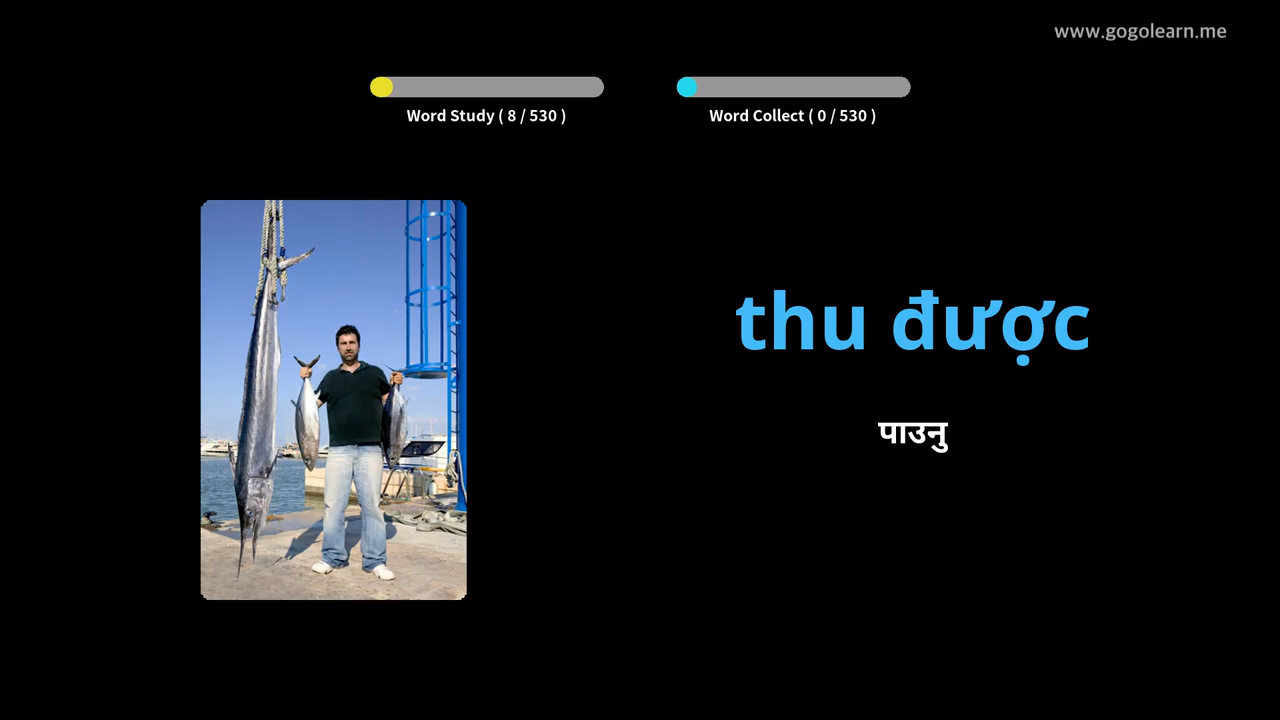 www.gogolearn.me
Word Study ( 8 / 530 )
Word Collect ( 0 / 530 )
thu được
पाउनु